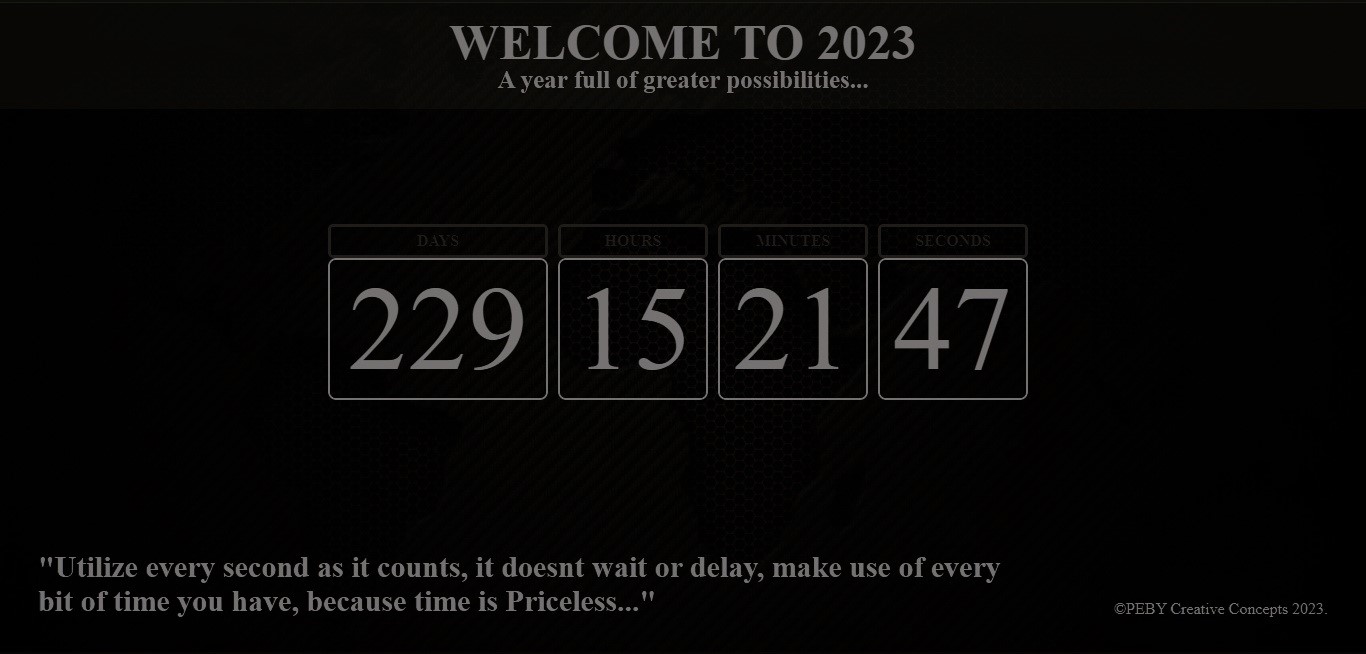 WELCOME TO 2023
A year full of greater possibilities...
DAYS HOURS MINUTES SECONDS
229 15 21 47
"Utilize every second as it counts, it doesnt wait or delay, make use of every
bit of time you have, because time is Priceless..."
©PEBY Creative Concepts 2023.